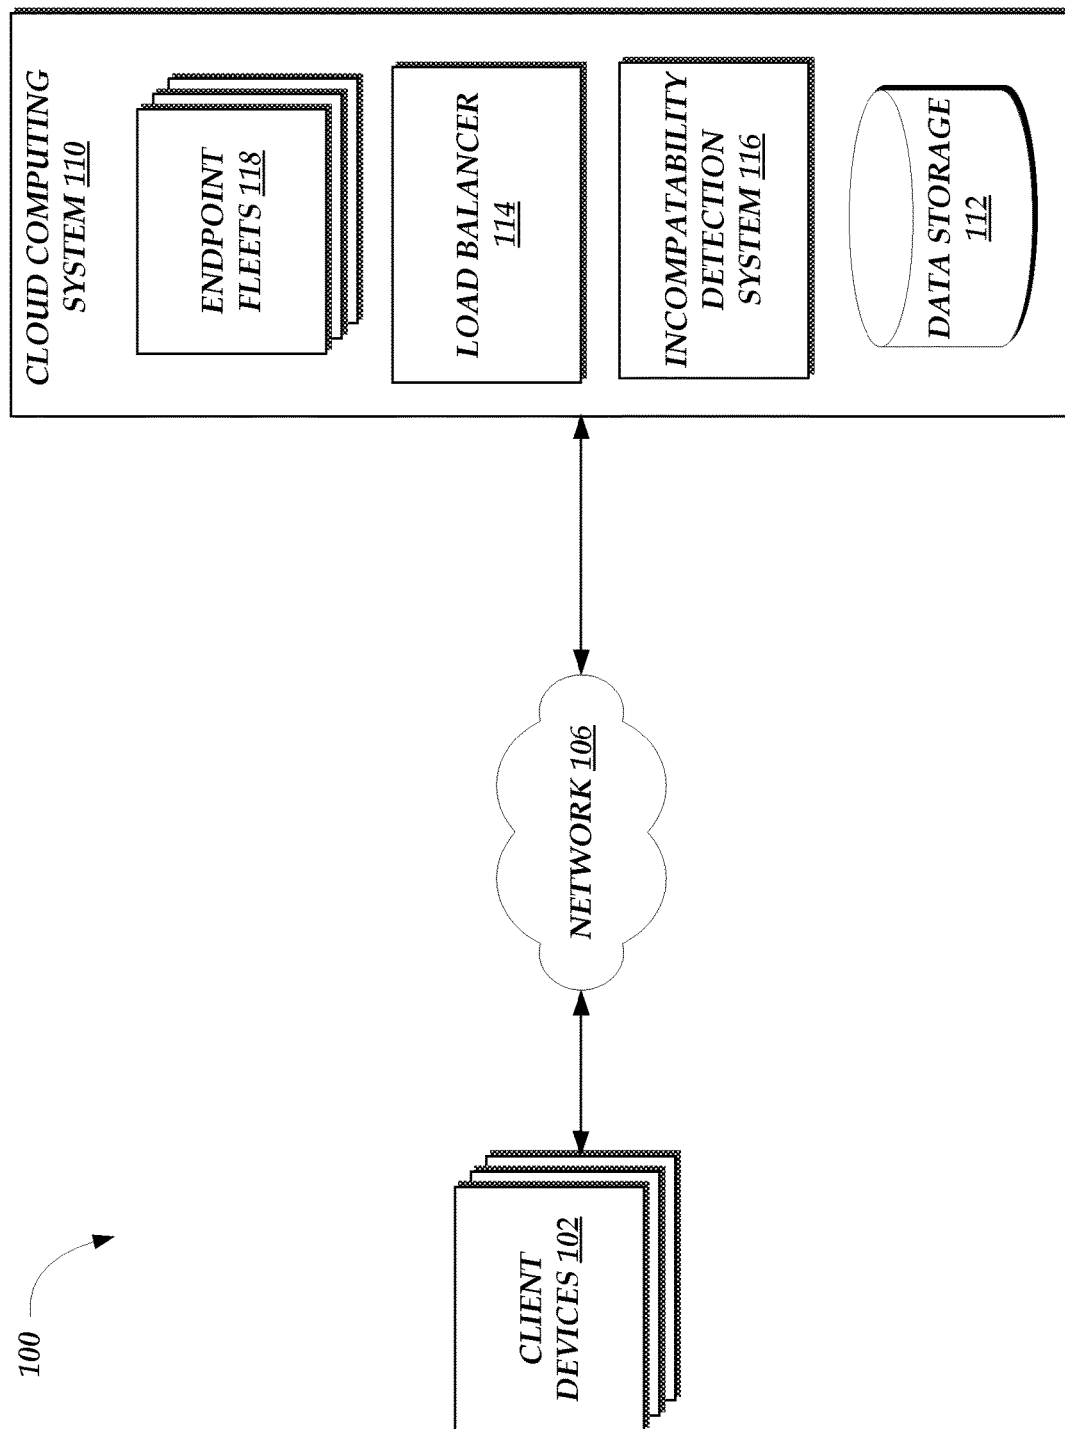 100
CLIENT
DEVICES 102
NETWORK 106
CLOUD COMPUTING
SYSTEM 110
ENDPOINT
FLEETS 118
LOAD BALANCER
114
INCOMPATABILITY
DETECTION
SYSTEM 116
DATA STORAGE
112